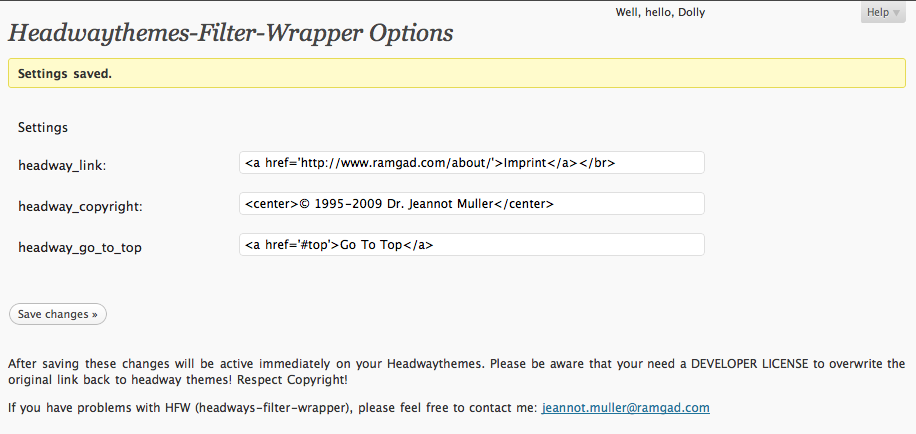 Well, hello, Dolly
Help
Headwaythemes-Filter-Wrapper Options
Settings saved.
Settings
headway_link:
<a href='http://www.ramgad.com/about/'>Imprint</a></br>
headway_copyright:
<center>© 1995-2009 Dr. Jeannot Muller</center>
headway_go_to_top
<a href='#top'>Go To Top</a>
Save changes »
After saving these changes will be active immediately on your Headwaythemes. Please be aware that your need a DEVELOPER LICENSE to overwrite the
original link back to headway themes! Respect Copyright!
If you have problems with HFW (headways-filter-wrapper), please feel free to contact me: jeannot.muller@ramgad.com